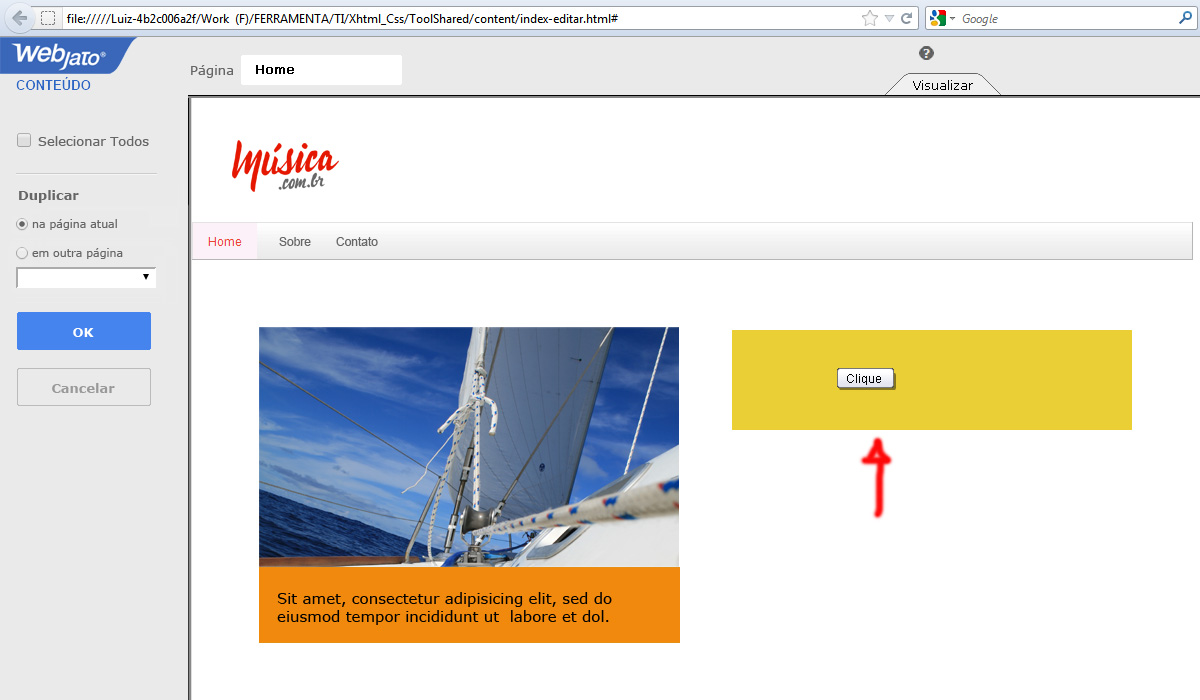 file://///Luiz-4b2c006a2f/Work (F)/FERRAMENTA/TI/Xhtml_Css/ToolShared/content/index-editar.html#
Google
WebJato®
CONTEÚDO
Página
Home
?
Visualizar
Selecionar Todos
Duplicar
na página atual
em outra página
OK
Cancelar
Música
.com.br
Home Sobre Contato
Clique
Sit amet, consectetur adipisicing elit, sed do
eiusmod tempor incididunt ut labore et dol.